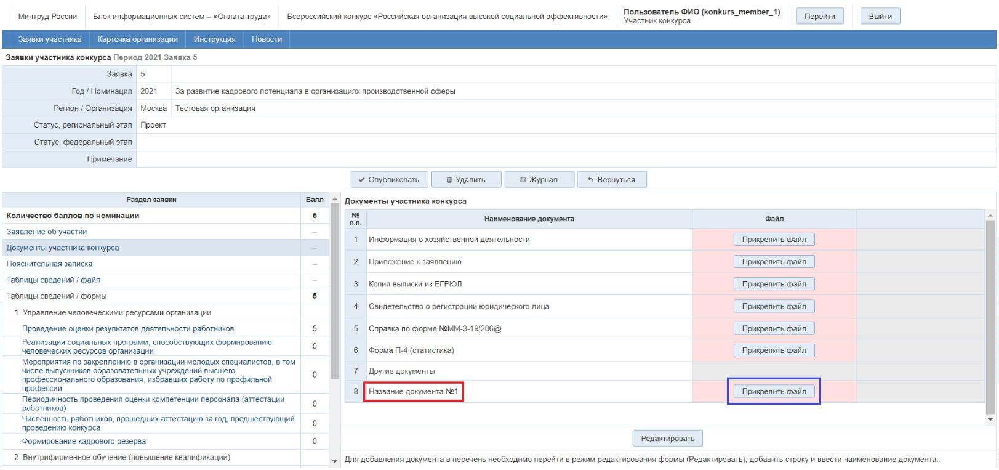 Минтруд России
Блок информационных систем – «Оплата труда»
Всероссийский конкурс «Российская организация высокой социальной эффективности»
Пользователь ФИО (konkurs_member_1)
Участник конкурса
Перейти
Выйти
Заявки участника
Карточка организации
Инструкция
Новости
Заявки участника конкурса Период 2021 Заявка 5
Заявка 5
Год / Номинация 2021 За развитие кадрового потенциала в организациях производственной сферы
Регион / Организация Москва Тестовая организация
Статус, региональный этап Проект
Статус, федеральный этап
Примечание
Опубликовать
Удалить
Журнал
Вернуться
Раздел заявки Балл
Количество баллов по номинации 5
Заявление об участии –
Документы участника конкурса –
Пояснительная записка –
Таблицы сведений / файл –
Таблицы сведений / формы 5
1. Управление человеческими ресурсами организации
Проведение оценки результатов деятельности работников 5
Реализация социальных программ, способствующих формированию
человеческих ресурсов организации 0
Мероприятия по закреплению в организации молодых специалистов, в том
числе выпускников образовательных учреждений высшего
профессионального образования, избравших работу по профильной
профессии 0
Периодичность проведения оценки компетенции персонала (аттестации
работников) 0
Численность работников, прошедших аттестацию за год, предшествующий
проведению конкурса 0
Формирование кадрового резерва 0
2. Внутрифирменное обучение (повышение квалификации)
Документы участника конкурса
№
п.п. Наименование документа Файл
1 Информация о хозяйственной деятельности Прикрепить файл
2 Приложение к заявлению Прикрепить файл
3 Копия выписки из ЕГРЮЛ Прикрепить файл
4 Свидетельство о регистрации юридического лица Прикрепить файл
5 Справка по форме №ММ-3-19/206@ Прикрепить файл
6 Форма П-4 (статистика) Прикрепить файл
7 Другие документы
8 Название документа №1 Прикрепить файл
Редактировать
Для добавления документа в перечень необходимо перейти в режим редактирования формы (Редактировать), добавить строку и ввести наименование документа.